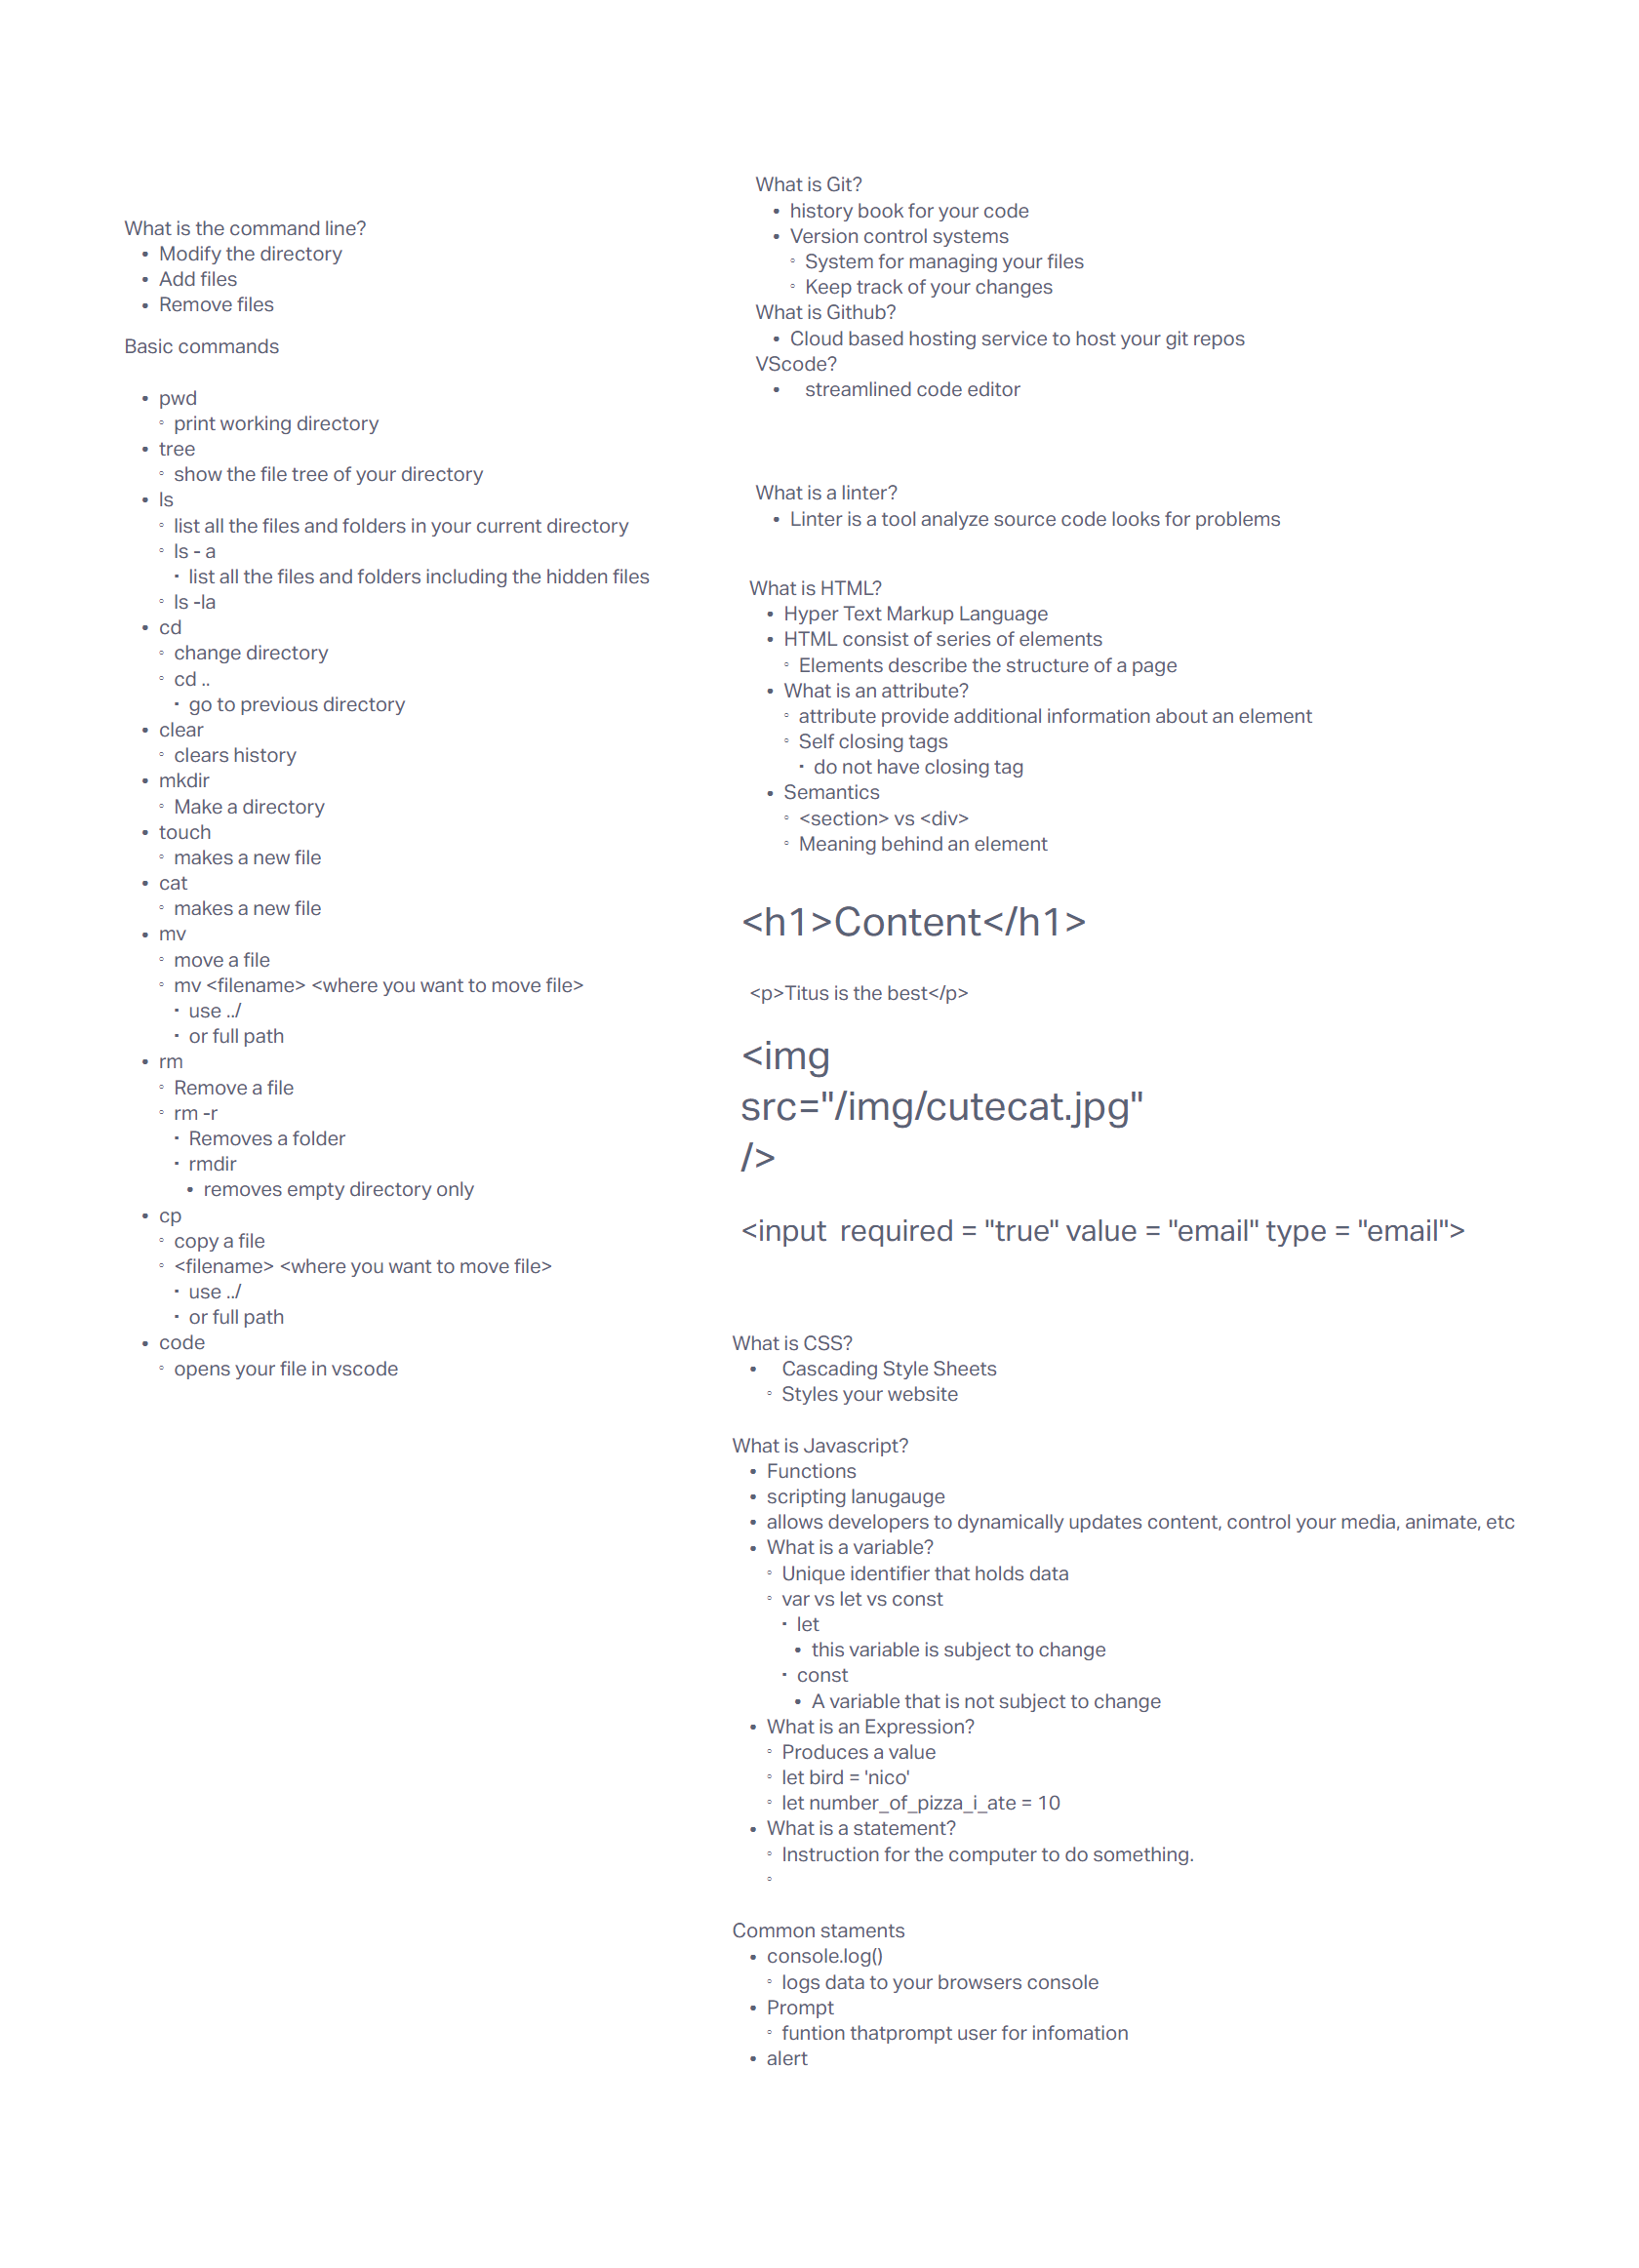 What is the command line?
• Modify the directory
• Add files
• Remove files
Basic commands
• pwd
◦ print working directory
• tree
◦ show the file tree of your directory
• ls
◦ list all the files and folders in your current directory
◦ ls - a
▪ list all the files and folders including the hidden files
◦ ls -la
• cd
◦ change directory
◦ cd ..
▪ go to previous directory
• clear
◦ clears history
• mkdir
◦ Make a directory
• touch
◦ makes a new file
• cat
◦ makes a new file
• mv
◦ move a file
◦ mv <filename> <where you want to move file>
▪ use ../
▪ or full path
• rm
◦ Remove a file
◦ rm -r
▪ Removes a folder
▪ rmdir
• removes empty directory only
• cp
◦ copy a file
◦ <filename> <where you want to move file>
▪ use ../
▪ or full path
• code
◦ opens your file in vscode
What is Git?
• history book for your code
• Version control systems
◦ System for managing your files
◦ Keep track of your changes
What is Github?
• Cloud based hosting service to host your git repos
VScode?
• streamlined code editor
What is a linter?
• Linter is a tool analyze source code looks for problems
What is HTML?
• Hyper Text Markup Language
• HTML consist of series of elements
◦ Elements describe the structure of a page
• What is an attribute?
◦ attribute provide additional information about an element
◦ Self closing tags
▪ do not have closing tag
• Semantics
◦ <section> vs <div>
◦ Meaning behind an element
<h1>Content</h1>
<p>Titus is the best</p>
<img
src="/img/cutecat.jpg"
/>
<input  required = "true" value = "email" type = "email">
What is CSS?
• Cascading Style Sheets
◦ Styles your website
What is Javascript?
• Functions
• scripting lanugauge
• allows developers to dynamically updates content, control your media, animate, etc
• What is a variable?
◦ Unique identifier that holds data
◦ var vs let vs const
▪ let
• this variable is subject to change
▪ const
• A variable that is not subject to change
• What is an Expression?
◦ Produces a value
◦ let bird = 'nico'
◦ let number_of_pizza_i_ate = 10
• What is a statement?
◦ Instruction for the computer to do something.
◦
Common staments
• console.log()
◦ logs data to your browsers console
• Prompt
◦ funtion thatprompt user for infomation
• alert